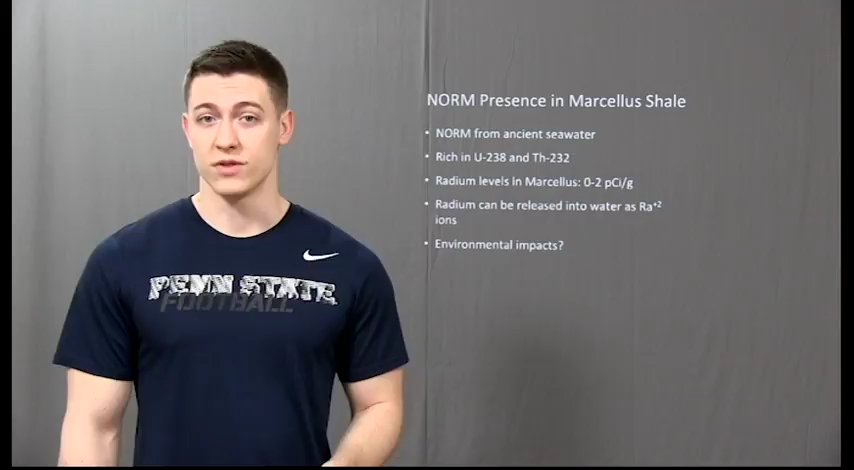 NORM Presence in Marcellus Shale
• NORM from ancient seawater
• Rich in U-238 and Th-232
• Radium levels in Marcellus: 0-2 pCi/g
• Radium can be released into water as Ra⁺²
ions
• Environmental impacts?
PENN STATE
FOOTBALL